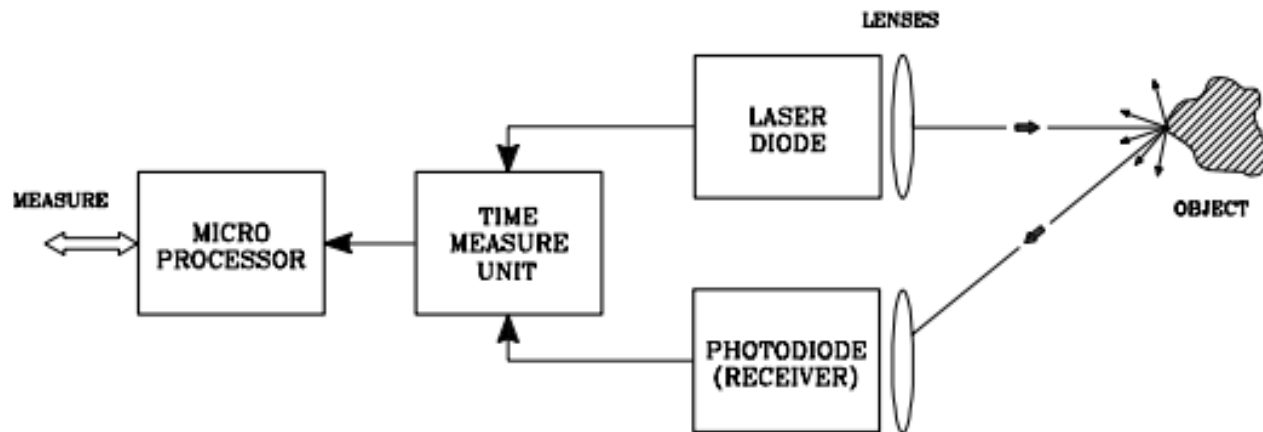 LENSES
LASER
DIODE
MEASURE
MICRO
PROCESSOR
TIME
MEASURE
UNIT
OBJECT
PHOTODIODE
(RECEIVER)